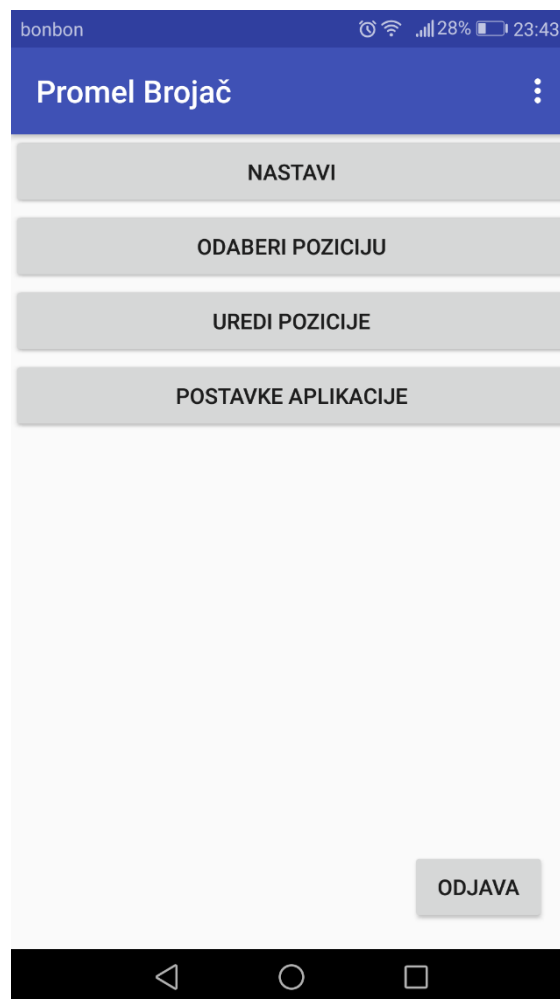 bonbon 28% 23:43
Promel Brojač
NASTAVI
ODABERI POZICIJU
UREDI POZICIJE
POSTAVKE APLIKACIJE
ODJAVA